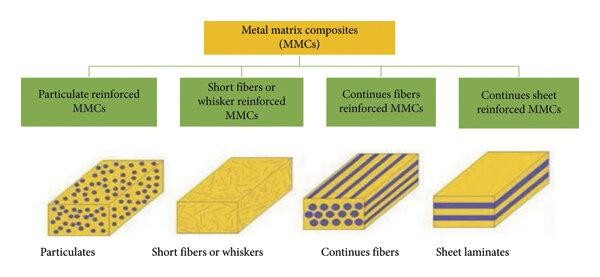 Metal matrix composites
(MMCs)
Particulate reinforced
MMCs
Short fibers or
whisker reinforced
MMCs
Continues fibers
reinforced MMCs
Continues sheet
reinforced MMCs
Particulates
Short fibers or whiskers
Continues fibers
Sheet laminates